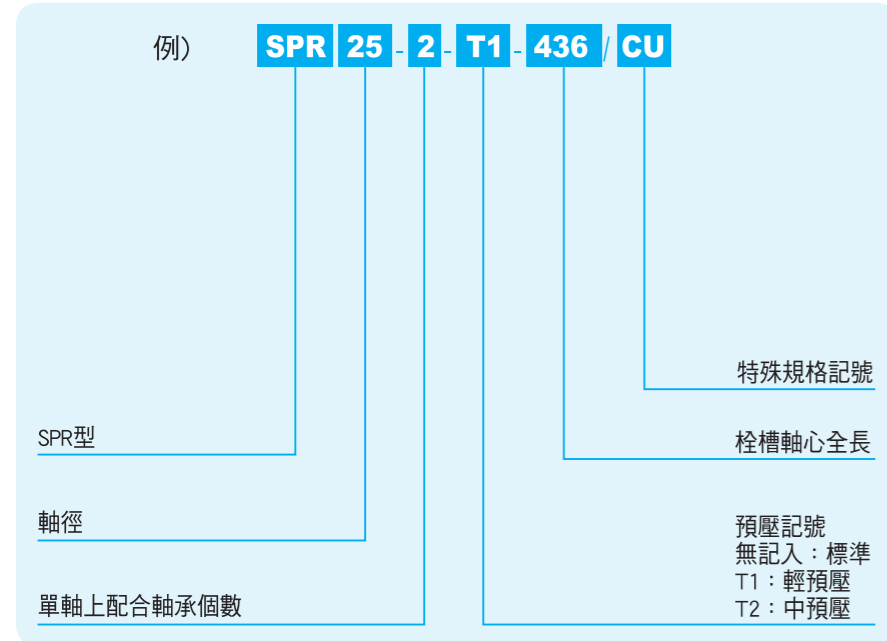 例） SPR 25 - 2 - T1 - 436 / CU
特殊規格記號
SPR型
栓槽軸心全長
軸徑
預壓記號
無記入：標準
T1：輕預壓
T2：中預壓
單軸上配合軸承個數